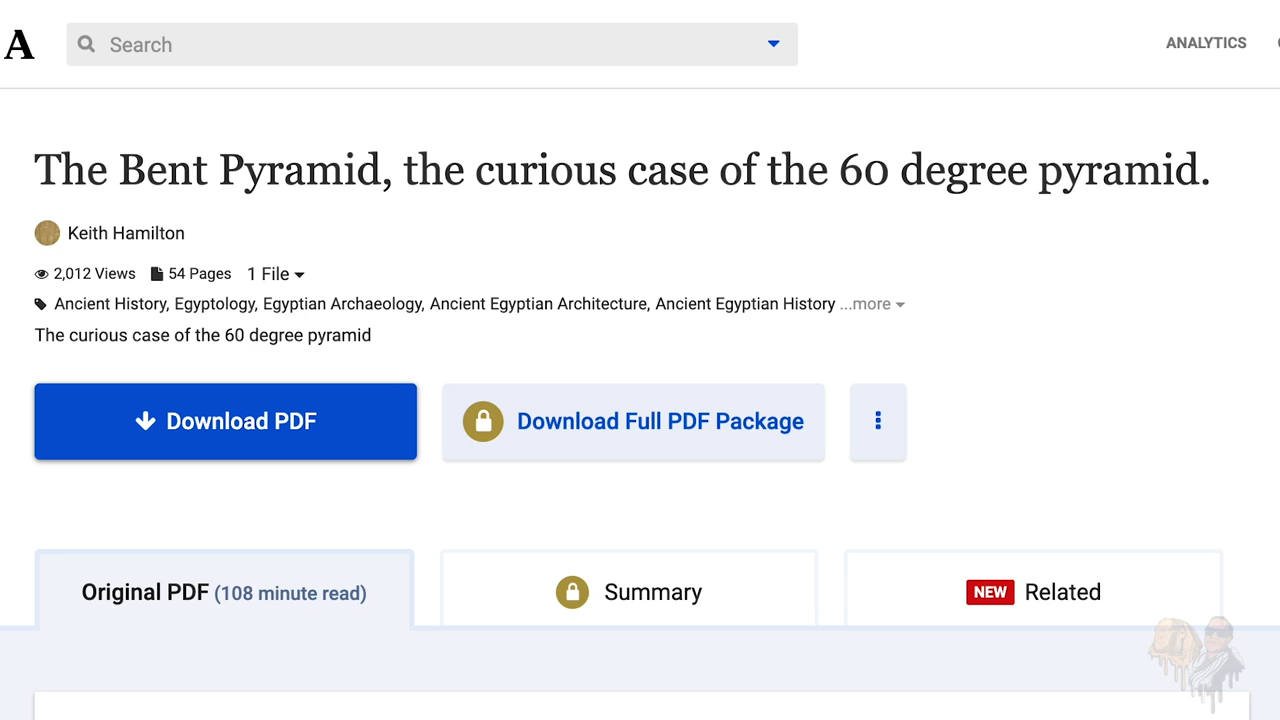 A
Search
ANALYTICS
The Bent Pyramid, the curious case of the 60 degree pyramid.
Keith Hamilton
2,012 Views 54 Pages 1 File
Ancient History, Egyptology, Egyptian Archaeology, Ancient Egyptian Architecture, Ancient Egyptian History ...more
The curious case of the 60 degree pyramid
Download PDF
Download Full PDF Package
Original PDF (108 minute read)
Summary
NEW Related